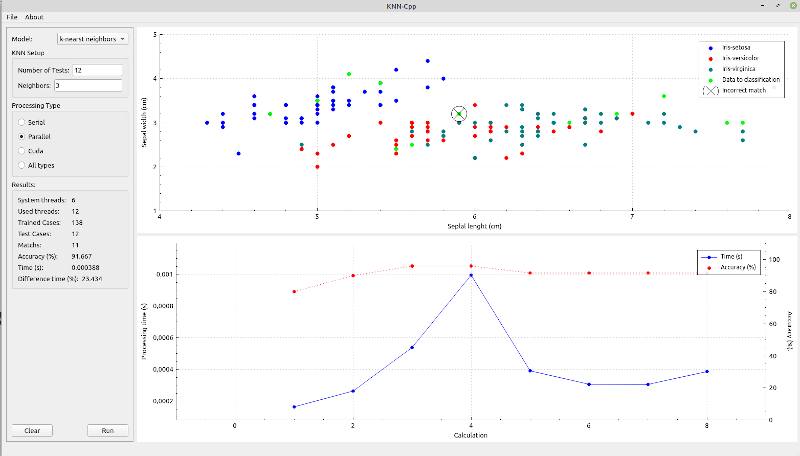 KNN-Cpp
File About
Model: k-nearst neighbors
KNN Setup
Number of Tests: 12
Neighbors: 3
Processing Type
Serial
Parallel
Cuda
All types
Results:
System threads: 6
Used threads: 12
Trained Cases: 138
Test Cases: 12
Matchs: 11
Accuracy (%): 91.667
Time (s): 0.000388
Difference time (%): 23.434
Clear Run
Sepal width (cm)
5
4
3
2
1
4 5 6 7 8
Seplal lenght (cm)
Iris-setosa
Iris-versicolor
Iris-virginica
Data to classification
Incorrect match
Processing time (s)
0,001
0,0008
0,0006
0,0004
0,0002
0 2 4 6 8
Calculation
Time (s)
Accuracy (%)
100
80
60
40
20
0
Accuracy (%)